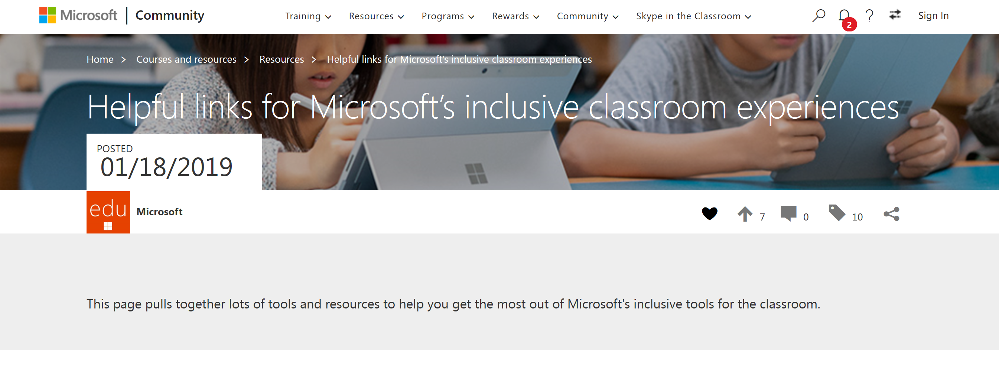 Microsoft | Community
Training Resources Programs Rewards Community Skype in the Classroom 2 Sign In
Home > Courses and resources > Resources > Helpful links for Microsoft’s inclusive classroom experiences
Helpful links for Microsoft’s inclusive classroom experiences
POSTED
01/18/2019
edu
Microsoft
7 0 10
This page pulls together lots of tools and resources to help you get the most out of Microsoft's inclusive tools for the classroom.